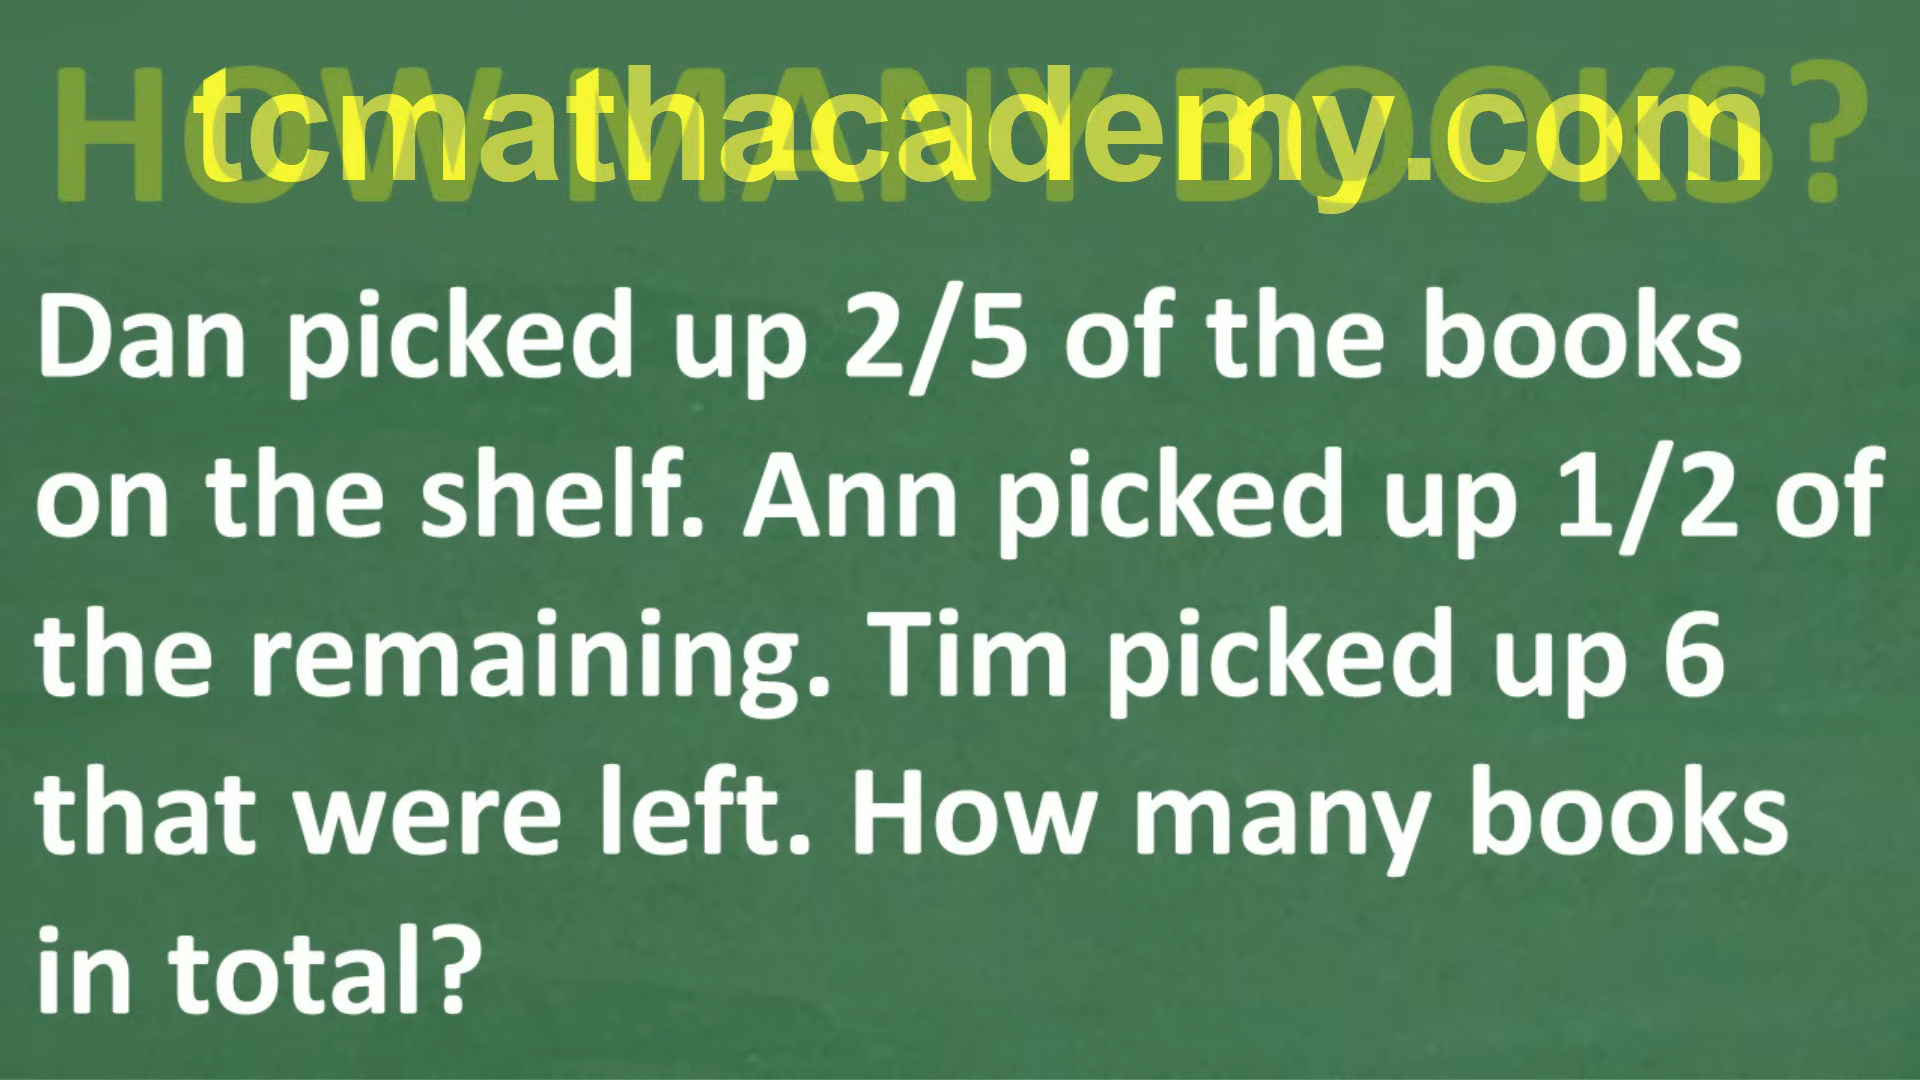 HOW MANY BOOKS?
tcmathacademy.com
Dan picked up 2/5 of the books
on the shelf. Ann picked up 1/2 of
the remaining. Tim picked up 6
that were left. How many books
in total?